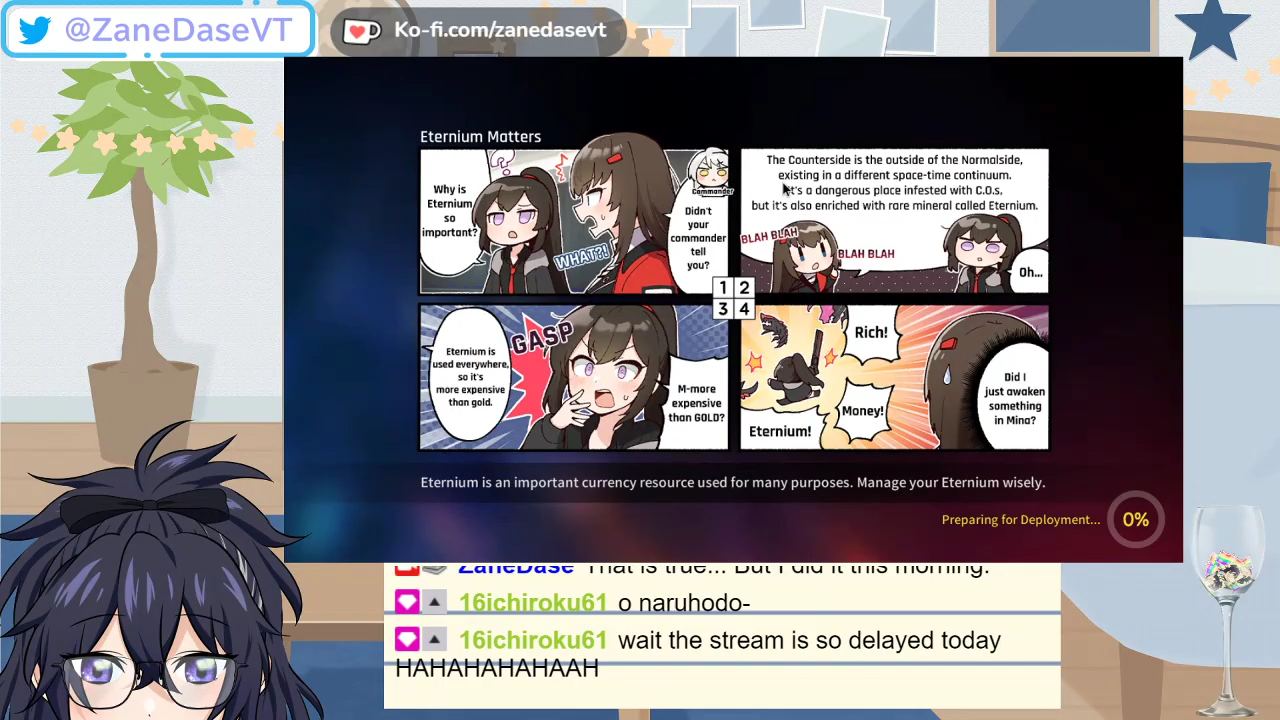 @ZaneDaseVT
Ko-fi.com/zanedasevt
Eternium Matters
Why is
Eternium
so
important?
?
WHAT?!
Commander
Didn't
your
commander
tell
you?
The Counterside is the outside of the Normalside,
existing in a different space-time continuum.
It's a dangerous place infested with C.O.s,
but it's also enriched with rare mineral called Eternium.
BLAH BLAH
BLAH BLAH
Oh...
1 2
3 4
Eternium is
used everywhere,
so it's
more expensive
than gold.
GASP
M-more
expensive
than GOLD?
Rich!
Money!
Eternium!
Did I
just awaken
something
in Mina?
Eternium is an important currency resource used for many purposes. Manage your Eternium wisely.
Preparing for Deployment... 0%
ZaneDase That is true... But I did it this morning.
16ichiroku61 o naruhodo-
16ichiroku61 wait the stream is so delayed today
HAHAHAHAHAAH